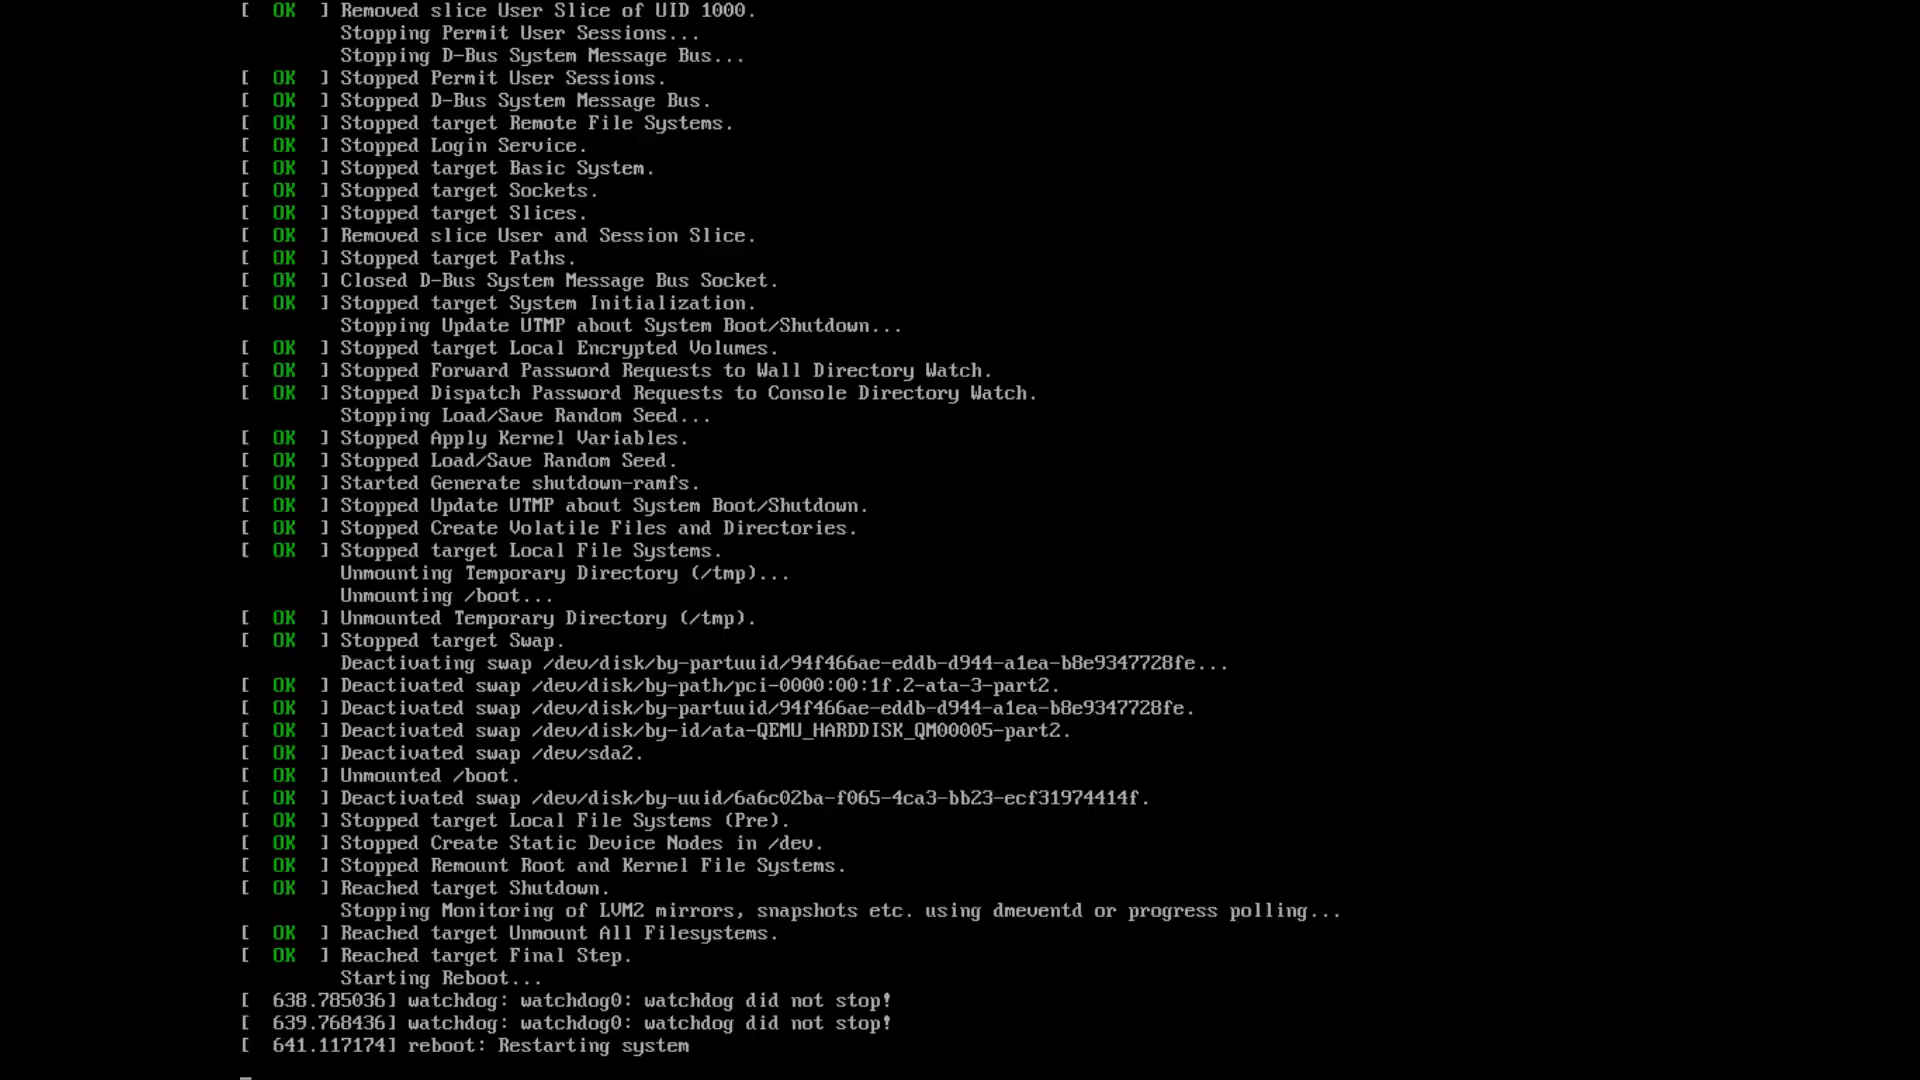 [  OK  ] Removed slice User Slice of UID 1000.
         Stopping Permit User Sessions...
         Stopping D-Bus System Message Bus...
[  OK  ] Stopped Permit User Sessions.
[  OK  ] Stopped D-Bus System Message Bus.
[  OK  ] Stopped target Remote File Systems.
[  OK  ] Stopped Login Service.
[  OK  ] Stopped target Basic System.
[  OK  ] Stopped target Sockets.
[  OK  ] Stopped target Slices.
[  OK  ] Removed slice User and Session Slice.
[  OK  ] Stopped target Paths.
[  OK  ] Closed D-Bus System Message Bus Socket.
[  OK  ] Stopped target System Initialization.
         Stopping Update UTMP about System Boot/Shutdown...
[  OK  ] Stopped target Local Encrypted Volumes.
[  OK  ] Stopped Forward Password Requests to Wall Directory Watch.
[  OK  ] Stopped Dispatch Password Requests to Console Directory Watch.
         Stopping Load/Save Random Seed...
[  OK  ] Stopped Apply Kernel Variables.
[  OK  ] Stopped Load/Save Random Seed.
[  OK  ] Started Generate shutdown-ramfs.
[  OK  ] Stopped Update UTMP about System Boot/Shutdown.
[  OK  ] Stopped Create Volatile Files and Directories.
[  OK  ] Stopped target Local File Systems.
         Unmounting Temporary Directory (/tmp)...
         Unmounting /boot...
[  OK  ] Unmounted Temporary Directory (/tmp).
[  OK  ] Stopped target Swap.
         Deactivating swap /dev/disk/by-partuuid/94f466ae-eddb-d944-a1ea-b8e9347728fe...
[  OK  ] Deactivated swap /dev/disk/by-path/pci-0000:00:1f.2-ata-3-part2.
[  OK  ] Deactivated swap /dev/disk/by-partuuid/94f466ae-eddb-d944-a1ea-b8e9347728fe.
[  OK  ] Deactivated swap /dev/disk/by-id/ata-QEMU_HARDDISK_QM00005-part2.
[  OK  ] Deactivated swap /dev/sda2.
[  OK  ] Unmounted /boot.
[  OK  ] Deactivated swap /dev/disk/by-uuid/6a6c02ba-f065-4ca3-bb23-ecf31974414f.
[  OK  ] Stopped target Local File Systems (Pre).
[  OK  ] Stopped Create Static Device Nodes in /dev.
[  OK  ] Stopped Remount Root and Kernel File Systems.
[  OK  ] Reached target Shutdown.
         Stopping Monitoring of LVM2 mirrors, snapshots etc. using dmeventd or progress polling...
[  OK  ] Reached target Unmount All Filesystems.
[  OK  ] Reached target Final Step.
         Starting Reboot...
[  638.785036] watchdog: watchdog0: watchdog did not stop!
[  639.768436] watchdog: watchdog0: watchdog did not stop!
[  641.117174] reboot: Restarting system